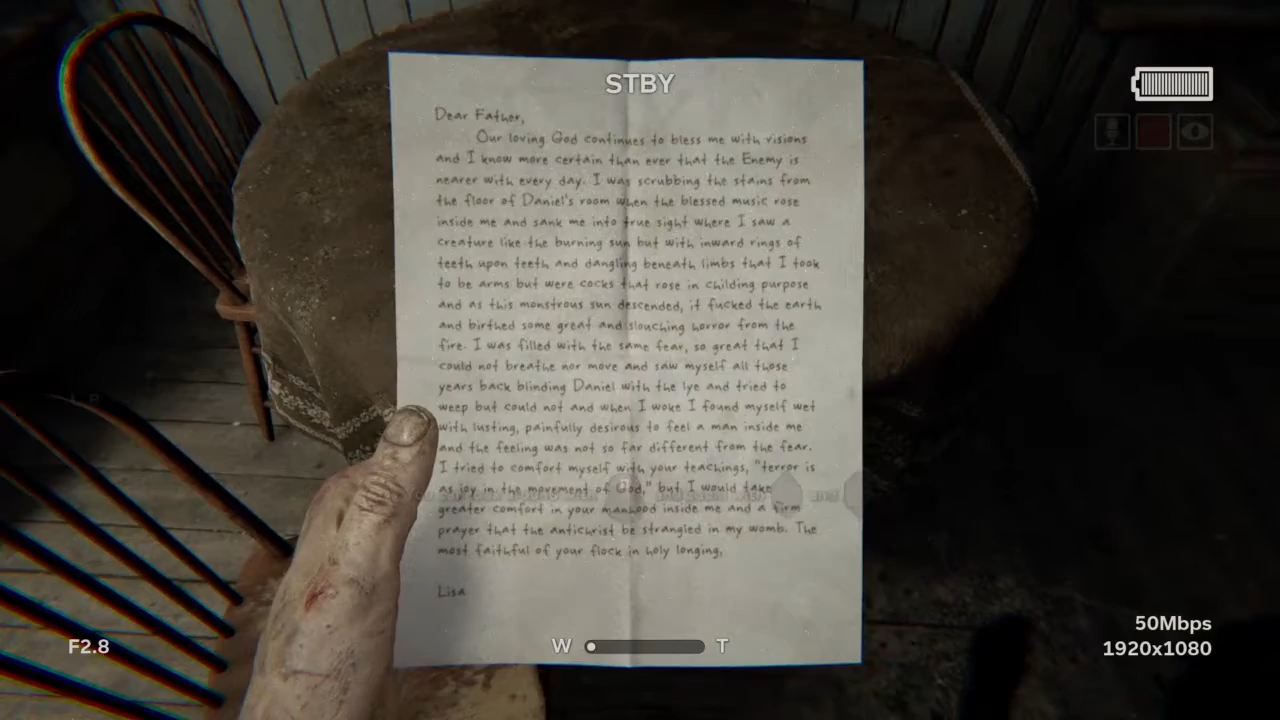 STBY
Dear Father,
Our loving God continues to bless me with visions
and I know more certain than ever that the Enemy is
nearer with every day. I was scrubbing the stains from
the floor of Daniel's room when the blessed music rose
inside me and sank me into true sight where I saw a
creature like the burning sun but with inward rings of
teeth upon teeth and dangling beneath limbs that I took
to be arms but were cocks that rose in childing purpose
and as this monstrous sun descended, it fucked the earth
and birthed some great and slouching horror from the
fire. I was filled with the same fear, so great that I
could not breathe nor move and saw myself all those
years back blinding Daniel with the lye and tried to
weep but could not and when I woke I found myself wet
with lusting, painfully desirous to feel a man inside me
and the feeling was not so far different from the fear.
I tried to comfort myself with your teachings, "terror is
as joy in the movement of God," but I would take
greater comfort in your manhood inside me and a firm
prayer that the antichrist be strangled in my womb. The
most faithful of your flock in holy longing,
Lisa
F2.8
W T
50Mbps
1920x1080